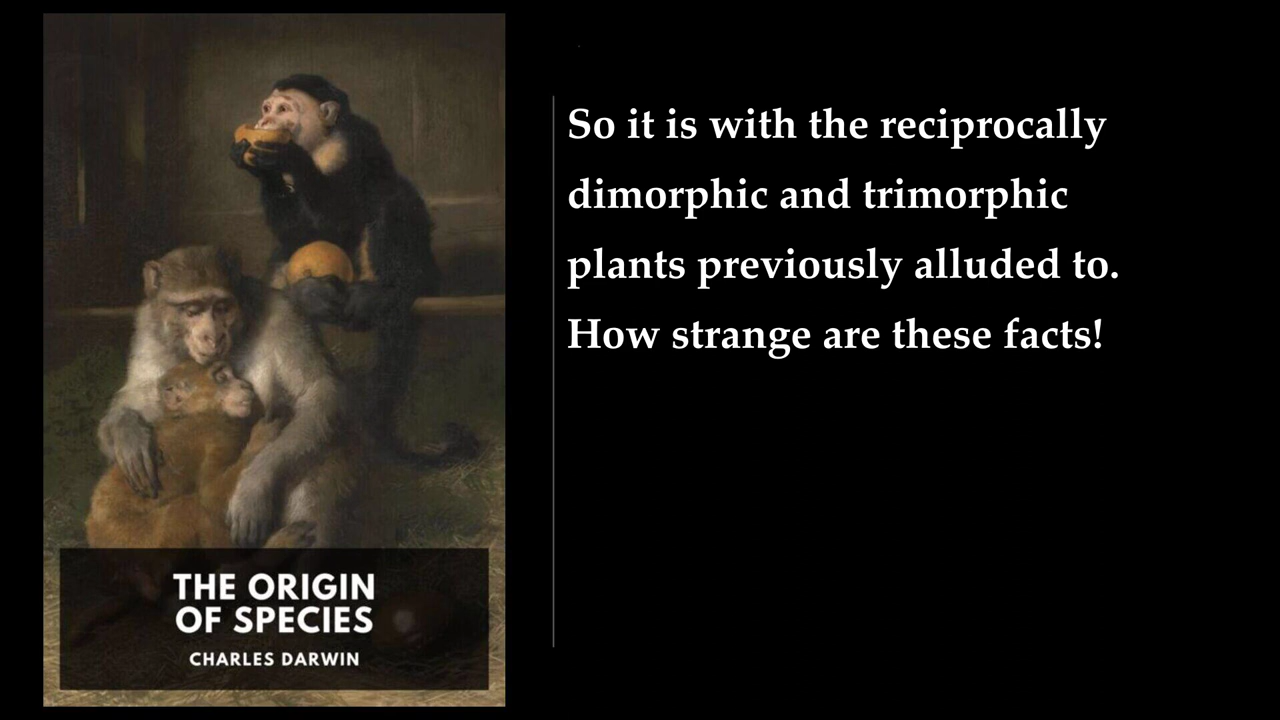 So it is with the reciprocally
dimorphic and trimorphic
plants previously alluded to.
How strange are these facts!
THE ORIGIN
OF SPECIES
CHARLES DARWIN